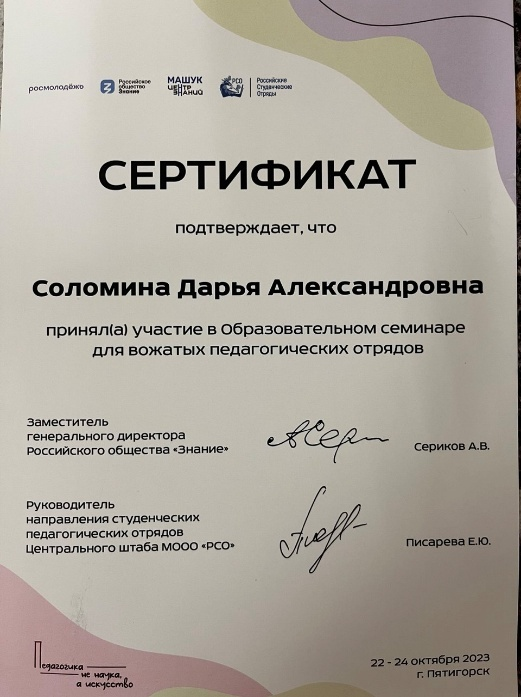 росмолодёжь
Российское
общество
Знание
МАШУК
ЦЕНТР
ЗНАНИЙ
РСО
Российские
Студенческие
Отряды
СЕРТИФИКАТ
подтверждает, что
Соломина Дарья Александровна
принял(а) участие в Образовательном семинаре
для вожатых педагогических отрядов
Заместитель
генерального директора
Российского общества «Знание»
Сериков А.В.
Руководитель
направления студенческих
педагогических отрядов
Центрального штаба МООО «РСО»
Писарева Е.Ю.
Педагогика
не наука,
а искусство
22 - 24 октября 2023
г. Пятигорск